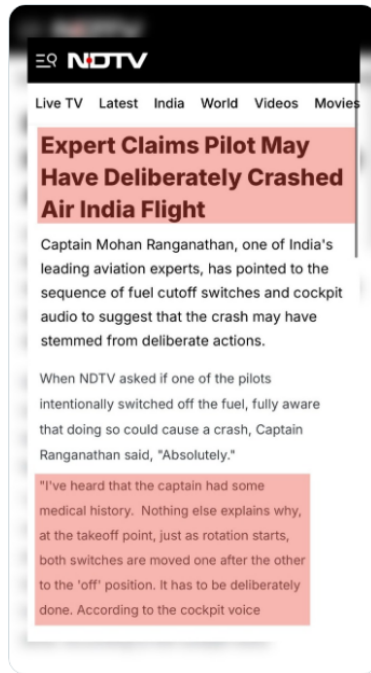 NDTV
Live TV Latest India World Videos Movies
Expert Claims Pilot May
Have Deliberately Crashed
Air India Flight
Captain Mohan Ranganathan, one of India's
leading aviation experts, has pointed to the
sequence of fuel cutoff switches and cockpit
audio to suggest that the crash may have
stemmed from deliberate actions.
When NDTV asked if one of the pilots
intentionally switched off the fuel, fully aware
that doing so could cause a crash, Captain
Ranganathan said, "Absolutely."
"I've heard that the captain had some
medical history. Nothing else explains why,
at the takeoff point, just as rotation starts,
both switches are moved one after the other
to the 'off' position. It has to be deliberately
done. According to the cockpit voice